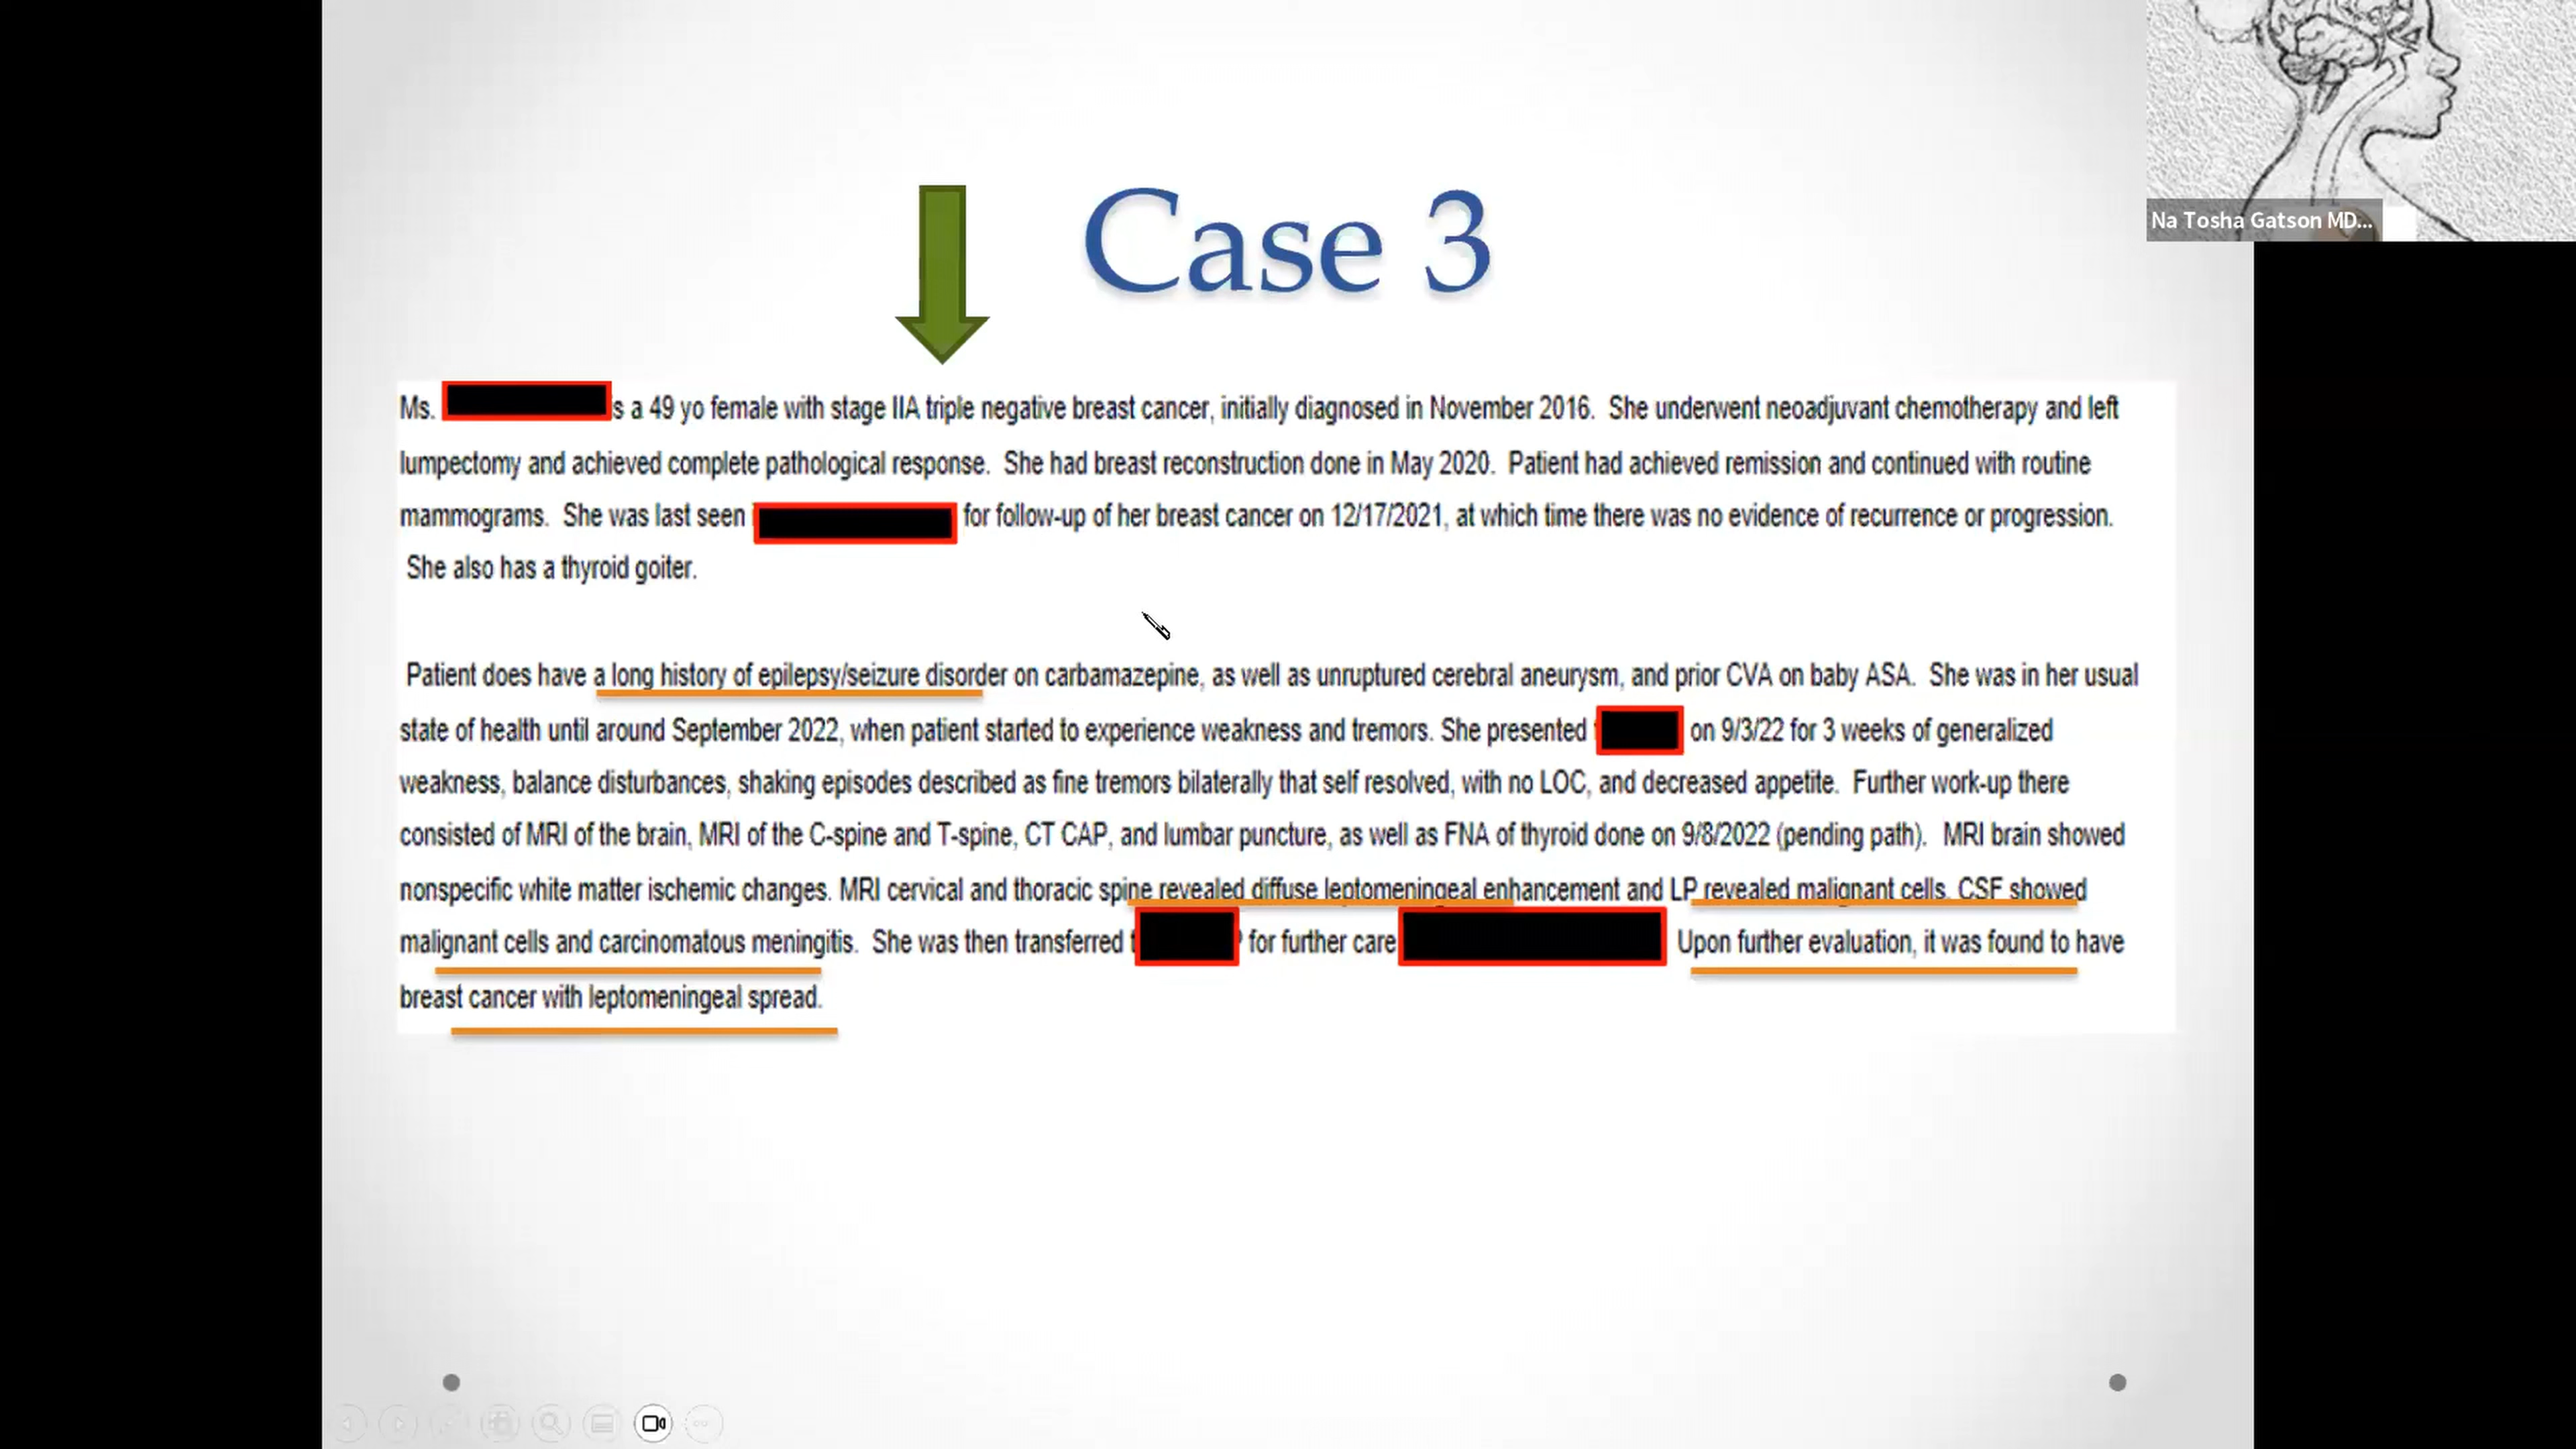 Na Tosha Gatson MD...
Case 3
Ms. s a 49 yo female with stage IIA triple negative breast cancer, initially diagnosed in November 2016. She underwent neoadjuvant chemotherapy and left
lumpectomy and achieved complete pathological response. She had breast reconstruction done in May 2020. Patient had achieved remission and continued with routine
mammograms. She was last seen for follow-up of her breast cancer on 12/17/2021, at which time there was no evidence of recurrence or progression.
She also has a thyroid goiter.
Patient does have a long history of epilepsy/seizure disorder on carbamazepine, as well as unruptured cerebral aneurysm, and prior CVA on baby ASA. She was in her usual
state of health until around September 2022, when patient started to experience weakness and tremors. She presented on 9/3/22 for 3 weeks of generalized
weakness, balance disturbances, shaking episodes described as fine tremors bilaterally that self resolved, with no LOC, and decreased appetite. Further work-up there
consisted of MRI of the brain, MRI of the C-spine and T-spine, CT CAP, and lumbar puncture, as well as FNA of thyroid done on 9/8/2022 (pending path). MRI brain showed
nonspecific white matter ischemic changes. MRI cervical and thoracic spine revealed diffuse leptomeningeal enhancement and LP revealed malignant cells. CSF showed
malignant cells and carcinomatous meningitis. She was then transferred for further care Upon further evaluation, it was found to have
breast cancer with leptomeningeal spread.